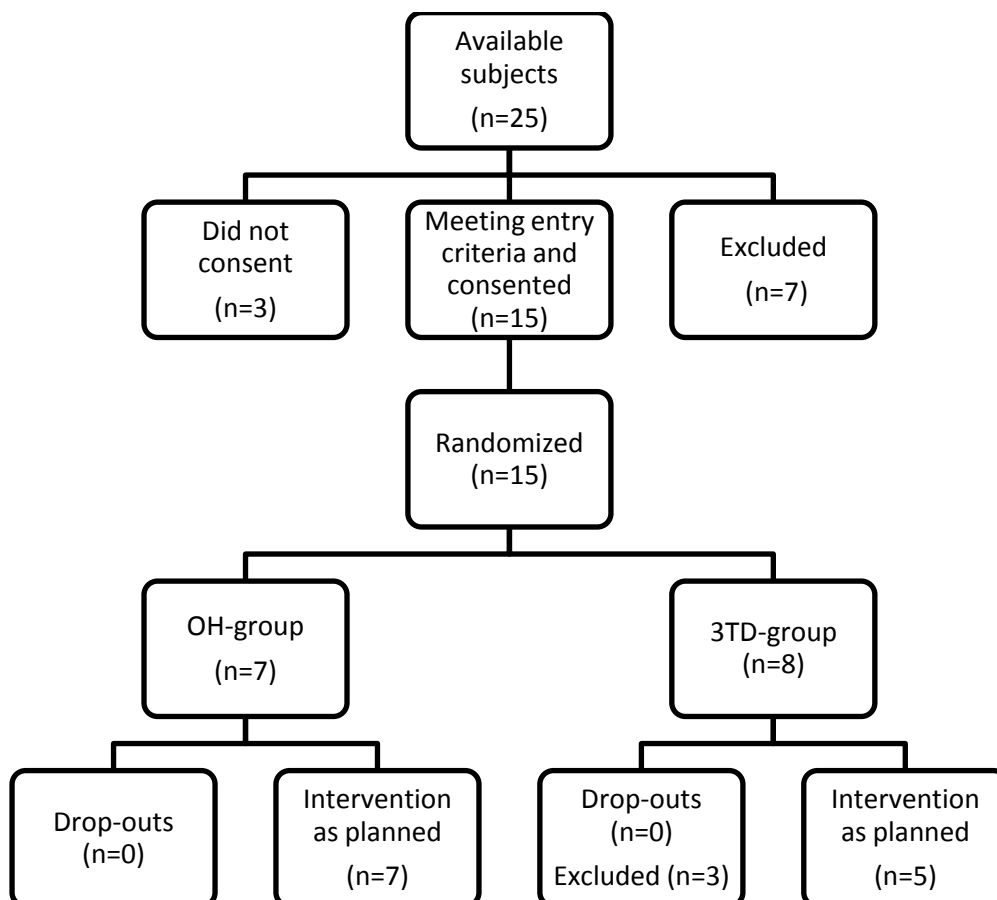 Available
subjects
(n=25)
Did not
consent
(n=3)
Meeting entry
criteria and
consented
(n=15)
Excluded
(n=7)
Randomized
(n=15)
OH-group
(n=7)
3TD-group
(n=8)
Drop-outs
(n=0)
Intervention
as planned
(n=7)
Drop-outs
(n=0)
Excluded (n=3)
Intervention
as planned
(n=5)